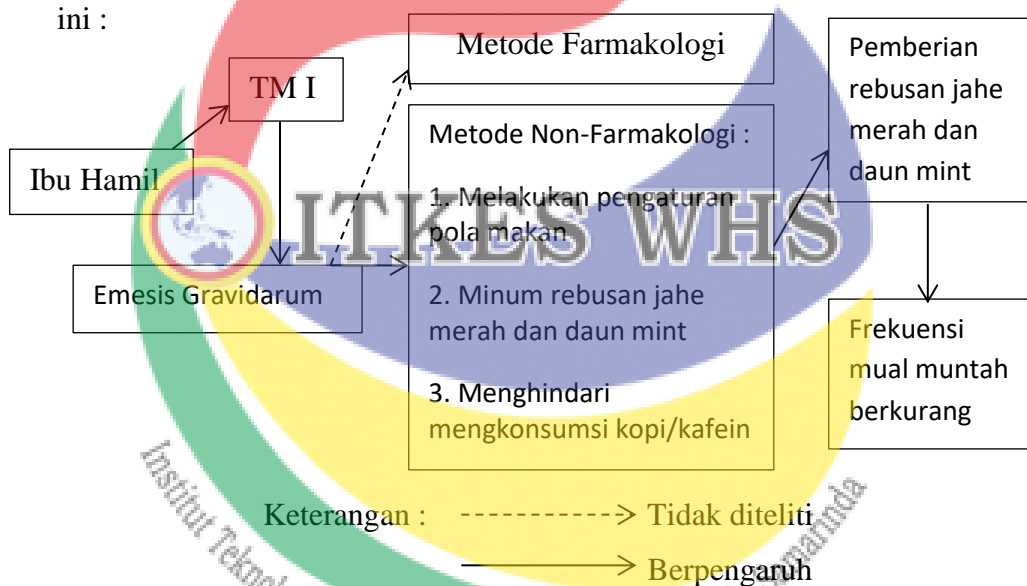 ini :
Metode Farmakologi
TM I
Ibu Hamil
Emesis Gravidarum
Metode Non-Farmakologi :
1. Melakukan pengaturan
pola makan
2. Minum rebusan jahe
merah dan daun mint
3. Menghindari
mengkonsumsi kopi/kafein
Pemberian
rebusan jahe
merah dan
daun mint
Frekuensi
mual muntah
berkurang
ITKES WHS
Keterangan :
Tidak diteliti
Berpengaruh
Institut